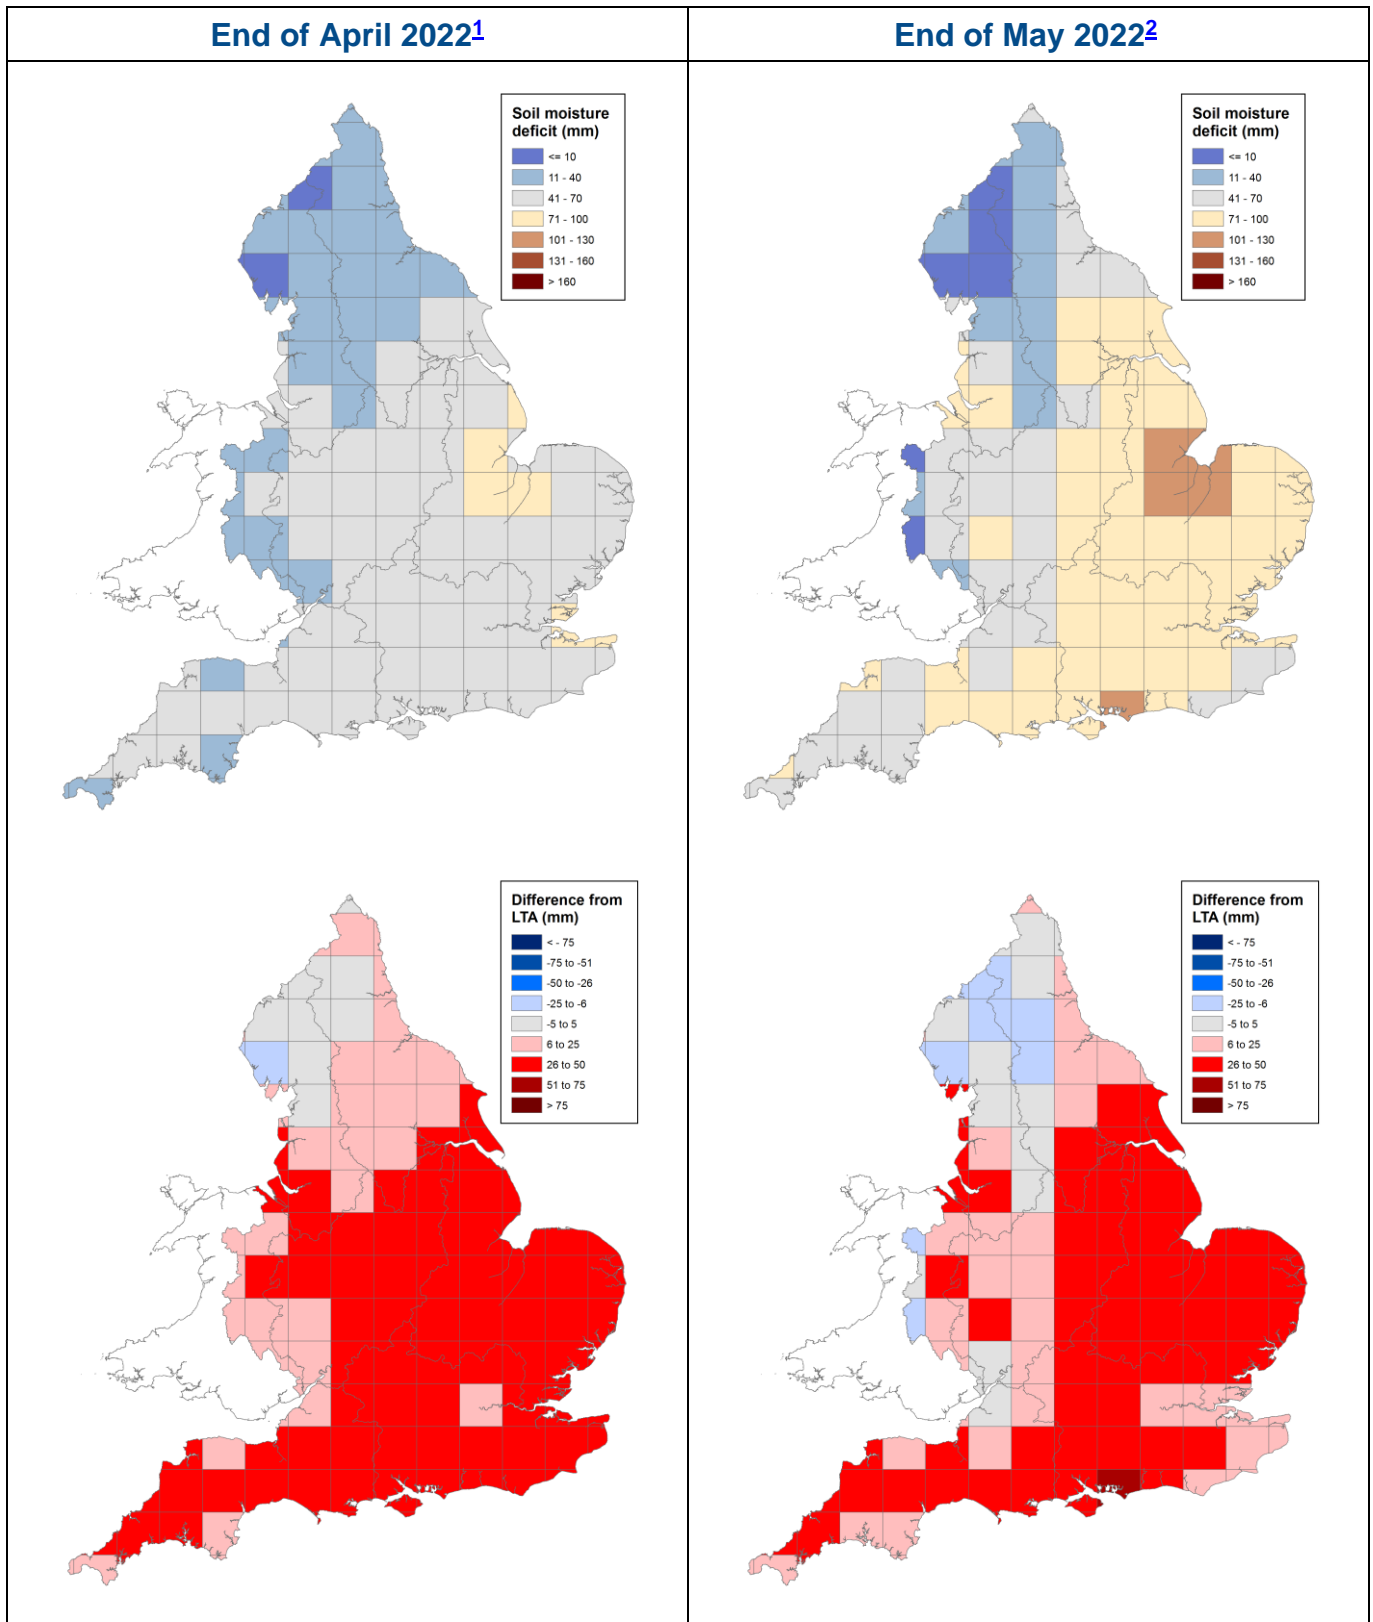 End of April 2022¹
End of May 2022²
Soil moisture
deficit (mm)
<= 10
11 - 40
41 - 70
71 - 100
101 - 130
131 - 160
> 160
Soil moisture
deficit (mm)
<= 10
11 - 40
41 - 70
71 - 100
101 - 130
131 - 160
> 160
Difference from
LTA (mm)
< - 75
-75 to -51
-50 to -26
-25 to -6
-5 to 5
6 to 25
26 to 50
51 to 75
> 75
Difference from
LTA (mm)
< - 75
-75 to -51
-50 to -26
-25 to -6
-5 to 5
6 to 25
26 to 50
51 to 75
> 75